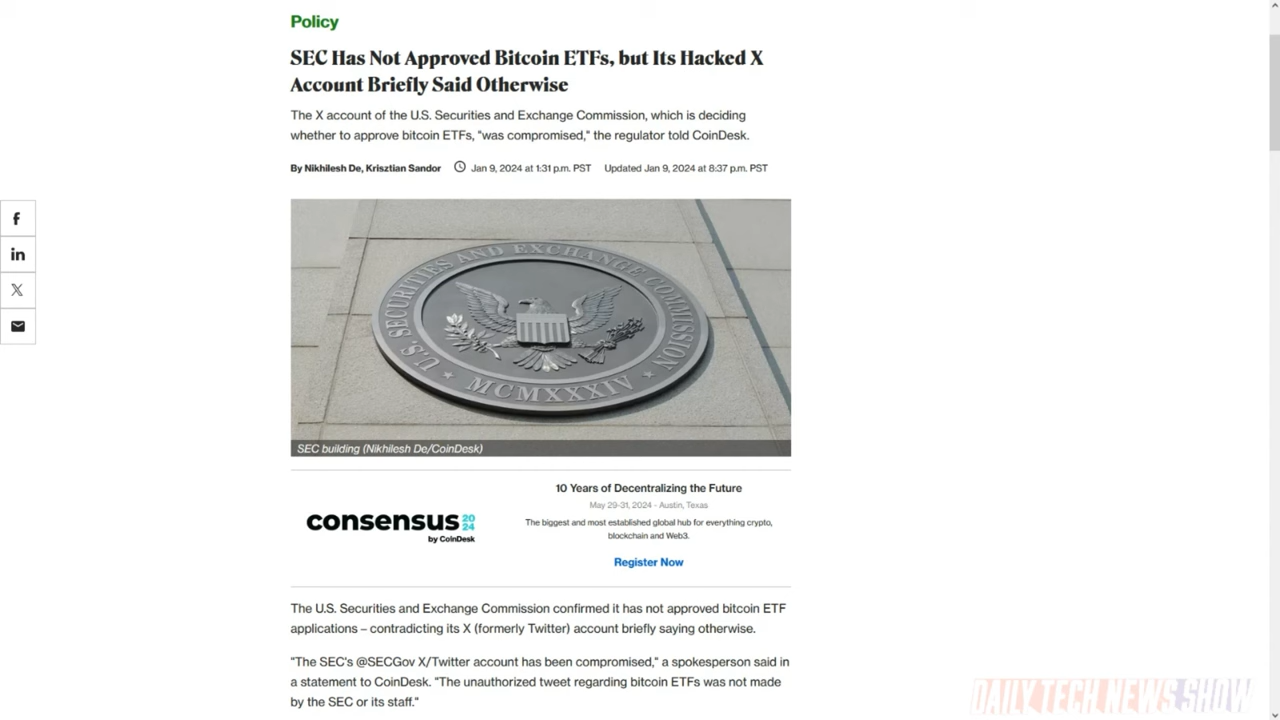 Policy
SEC Has Not Approved Bitcoin ETFs, but Its Hacked X
Account Briefly Said Otherwise
The X account of the U.S. Securities and Exchange Commission, which is deciding
whether to approve bitcoin ETFs, "was compromised," the regulator told CoinDesk.
By Nikhilesh De, Krisztian Sandor Jan 9, 2024 at 1:31 p.m. PST Updated Jan 9, 2024 at 8:37 p.m. PST
U.S. SECURITIES AND EXCHANGE COMMISSION
MCMXXXIV
SEC building (Nikhilesh De/CoinDesk)
consensus 2024
by CoinDesk
10 Years of Decentralizing the Future
May 29-31, 2024 - Austin, Texas
The biggest and most established global hub for everything crypto,
blockchain and Web3.
Register Now
The U.S. Securities and Exchange Commission confirmed it has not approved bitcoin ETF
applications – contradicting its X (formerly Twitter) account briefly saying otherwise.
"The SEC's @SECGov X/Twitter account has been compromised," a spokesperson said in
a statement to CoinDesk. "The unauthorized tweet regarding bitcoin ETFs was not made
by the SEC or its staff."
DAILY TECH NEWS SHOW